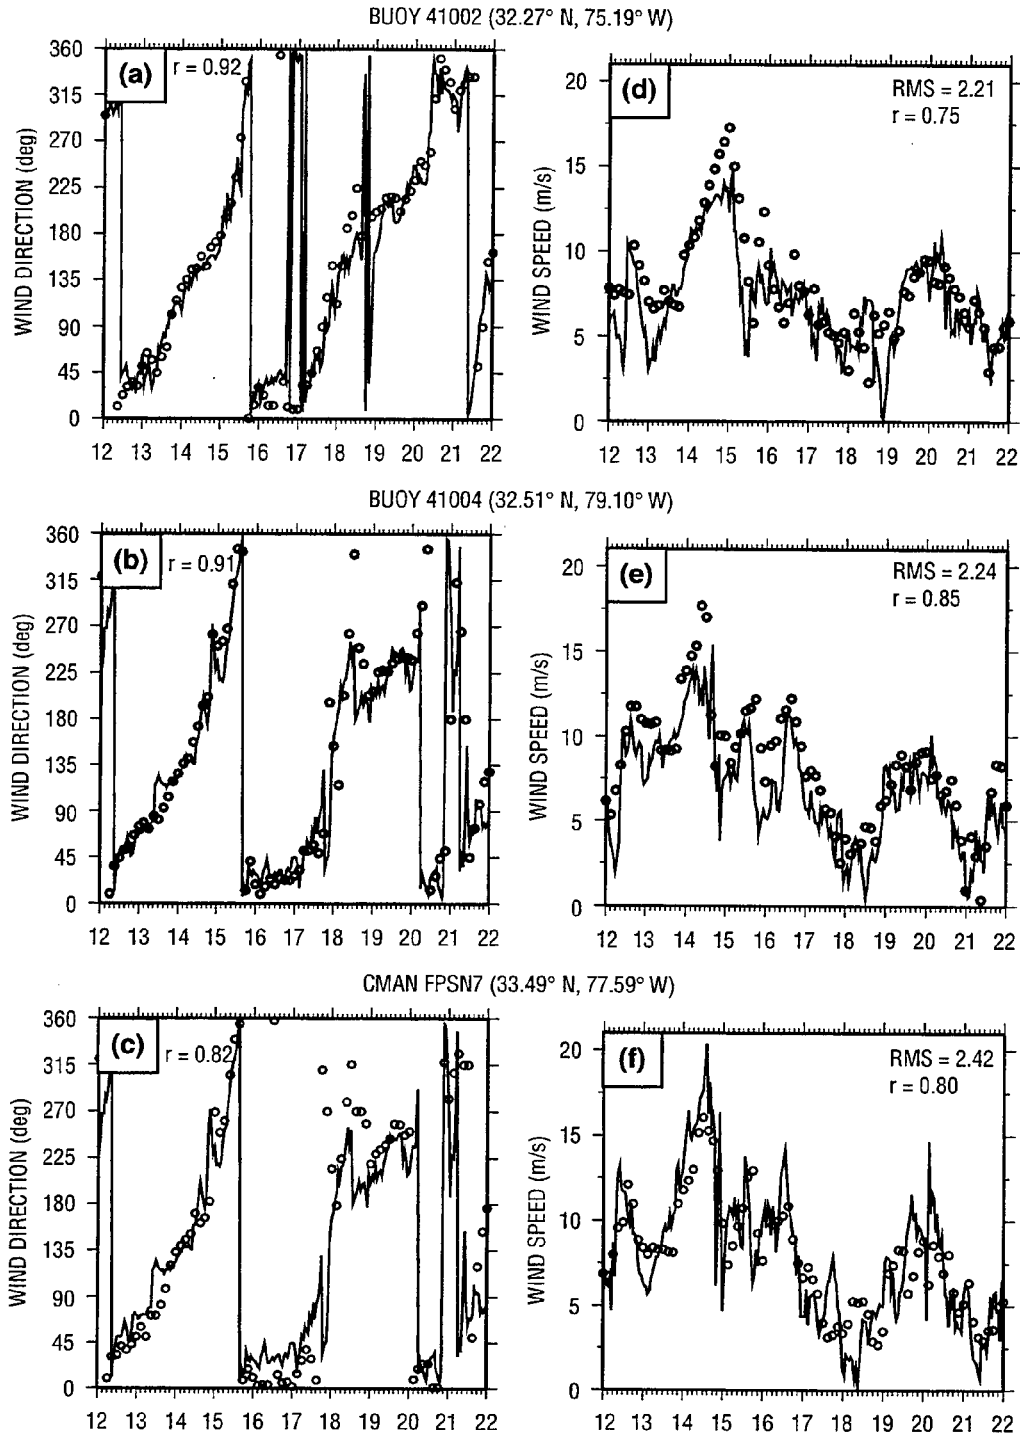 BUOY 41002 (32.27° N, 75.19° W)
(a) r = 0.92
WIND DIRECTION (deg)
360
315
270
225
180
135
90
45
0
12 13 14 15 16 17 18 19 20 21 22
(d) RMS = 2.21
r = 0.75
WIND SPEED (m/s)
20
15
10
5
0
12 13 14 15 16 17 18 19 20 21 22
BUOY 41004 (32.51° N, 79.10° W)
(b) r = 0.91
WIND DIRECTION (deg)
360
315
270
225
180
135
90
45
0
12 13 14 15 16 17 18 19 20 21 22
(e) RMS = 2.24
r = 0.85
WIND SPEED (m/s)
20
15
10
5
0
12 13 14 15 16 17 18 19 20 21 22
CMAN FPSN7 (33.49° N, 77.59° W)
(c) r = 0.82
WIND DIRECTION (deg)
360
315
270
225
180
135
90
45
0
12 13 14 15 16 17 18 19 20 21 22
(f) RMS = 2.42
r = 0.80
WIND SPEED (m/s)
20
15
10
5
0
12 13 14 15 16 17 18 19 20 21 22